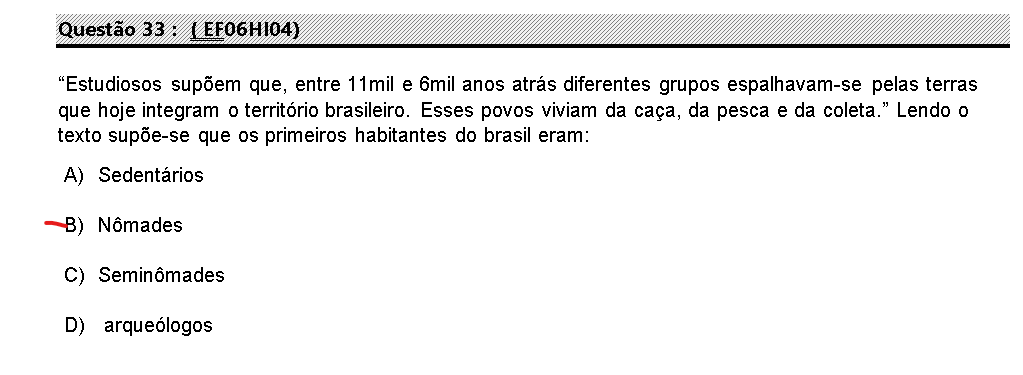 Questão 33 : ( EF06HI04)
“Estudiosos supõem que, entre 11mil e 6mil anos atrás diferentes grupos espalhavam-se pelas terras
que hoje integram o território brasileiro. Esses povos viviam da caça, da pesca e da coleta.” Lendo o
texto supõe-se que os primeiros habitantes do brasil eram:
A) Sedentários
B) Nômades
C) Seminômades
D) arqueólogos